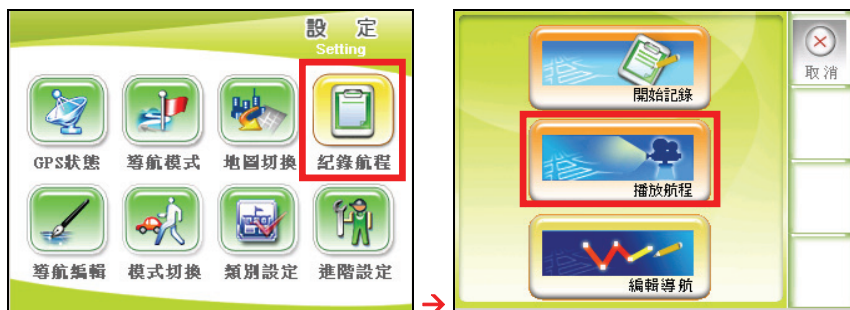 設 定
Setting
GPS狀態
導航模式
地圖切換
紀錄航程
導航編輯
模式切換
類別設定
進階設定
→
開始記錄
播放航程
編輯導航
取消